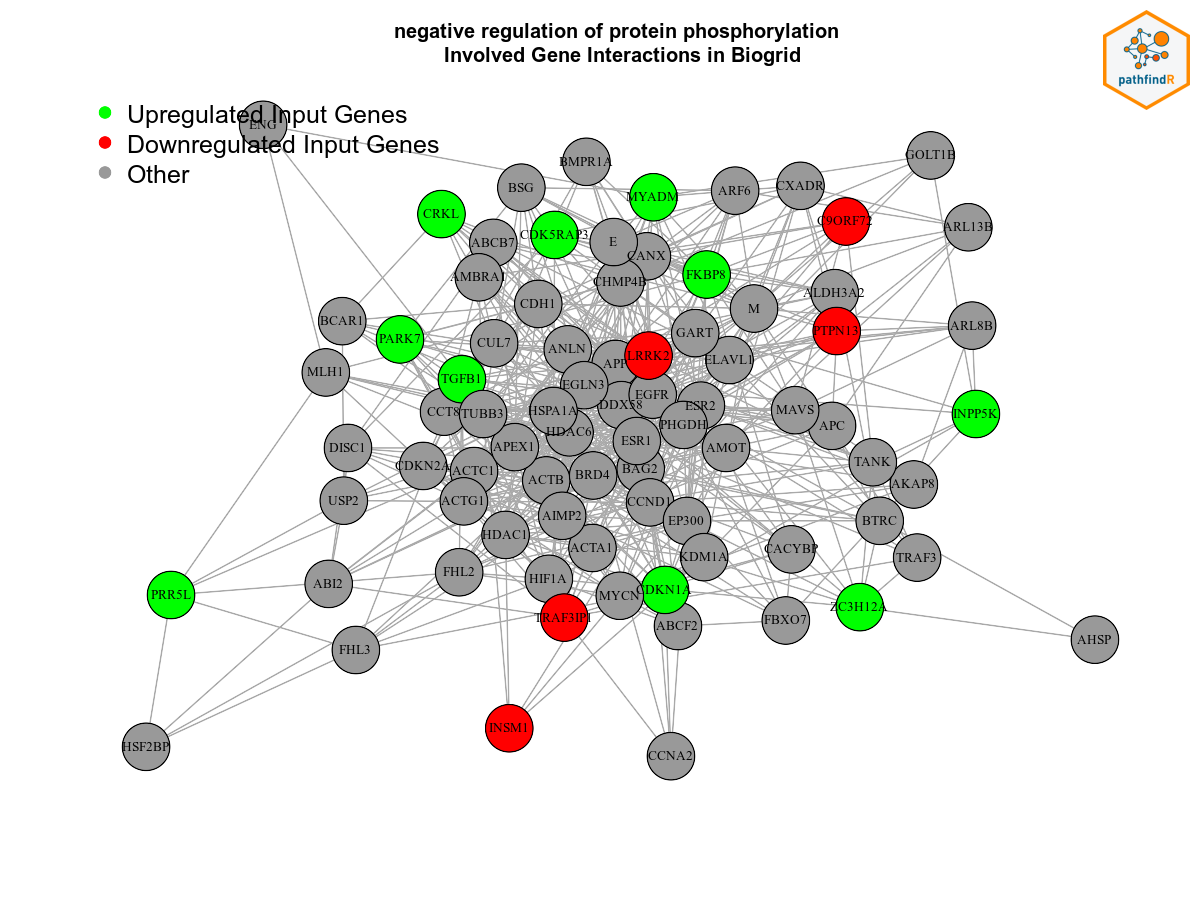 negative regulation of protein phosphorylation
Involved Gene Interactions in Biogrid
pathfindR
Upregulated Input Genes
Downregulated Input Genes
Other
ENG
BMPR1A
GOLT1B
BSG
MYADM
ARF6
CXADR
CRKL
C9ORF72
ARL13B
CDK5RAP3
ABCB7
E
CANX
AMBRA1
FKBP8
CHMP4B
ALDH3A2
CDH1
M
BCAR1
PARK7
CUL7
GART
PTPN13
ARL8B
ANLN
APP
LRRK2
ELAVL1
MLH1
TGFB1
EGLN3
EGFR
CCT8
TUBB3
HSPA1A
DDX58
ESR2
MAVS
INPP5K
PHGDH
APC
HDAC6
ESR1
DISC1
APEX1
AMOT
CDKN2A
ACTC1
ACTB
BRD4
BAG2
TANK
AKAP8
USP2
ACTG1
CCND1
AIMP2
EP300
BTRC
HDAC1
ACTA1
KDM1A
CACYBP
TRAF3
FHL2
HIF1A
ABI2
PRR5L
MYCN
CDKN1A
ZC3H12A
TRAF3IP1
ABCF2
FBXO7
AHSP
FHL3
INSM1
HSF2BP
CCNA2